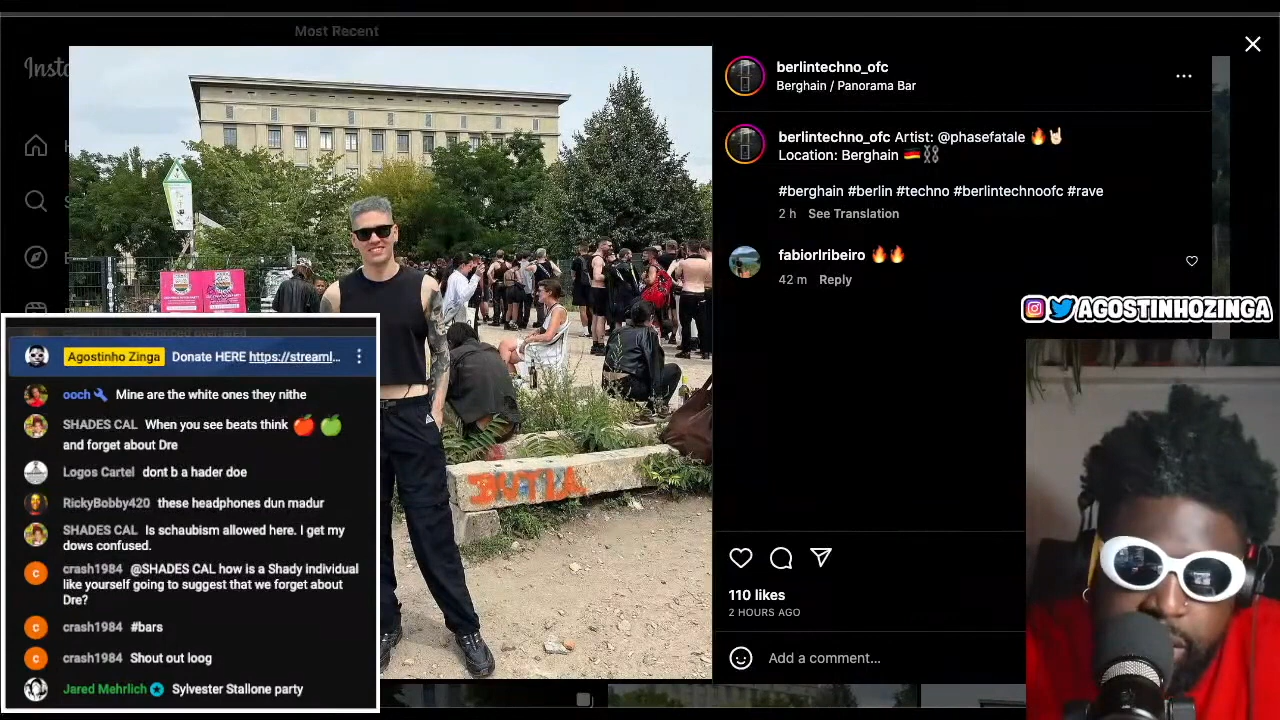 Most Recent
Insta
berlintechno_ofc
Berghain / Panorama Bar
berlintechno_ofc Artist: @phasefatale 🔥🤘🏻
Location: Berghain 🇩🇪⛓️
#berghain #berlin #techno #berlintechnoofc #rave
2 h See Translation
fabiorlribeiro 🔥🔥
42 m Reply
AGOSTINHOZINGA
BUTLA
Agostinho Zinga Donate HERE https://streaml...
ooch Mine are the white ones they nithe
SHADES CAL When you see beats think 🍎 🍏
and forget about Dre
Logos Cartel dont b a hader doe
RickyBobby420 these headphones dun madur
SHADES CAL Is schaubism allowed here. I get my
dows confused.
crash1984 @SHADES CAL how is a Shady individual
like yourself going to suggest that we forget about
Dre?
crash1984 #bars
crash1984 Shout out loog
Jared Mehrlich Sylvester Stallone party
110 likes
2 HOURS AGO
Add a comment...